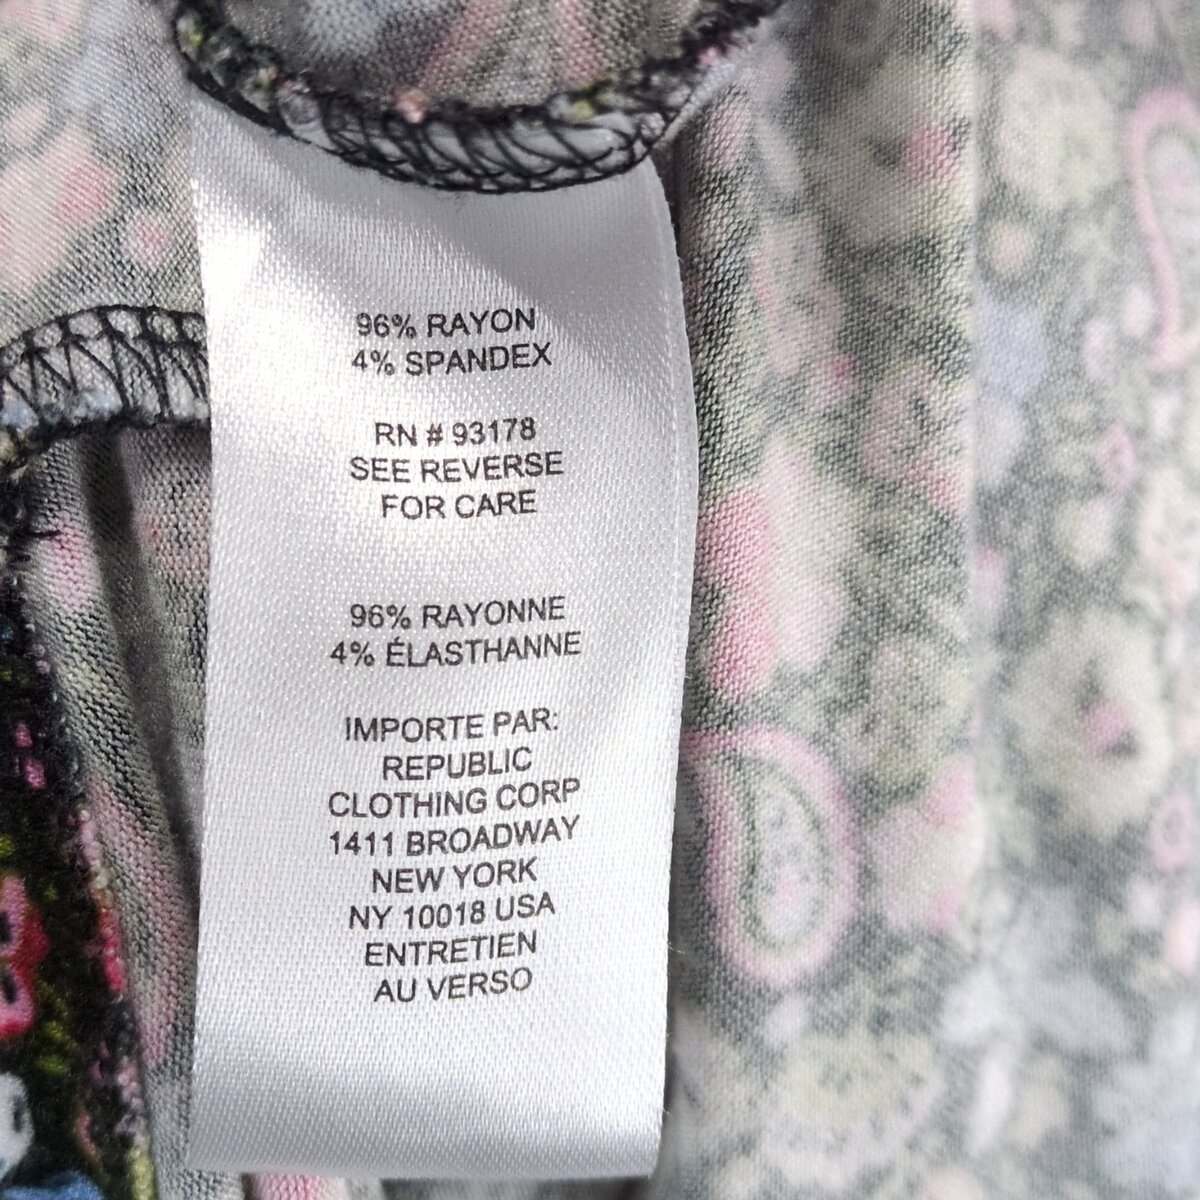 96% RAYON
4% SPANDEX
RN # 93178
SEE REVERSE
FOR CARE
96% RAYONNE
4% ÉLASTHANNE
IMPORTE PAR:
REPUBLIC
CLOTHING CORP
1411 BROADWAY
NEW YORK
NY 10018 USA
ENTRETIEN
AU VERSO